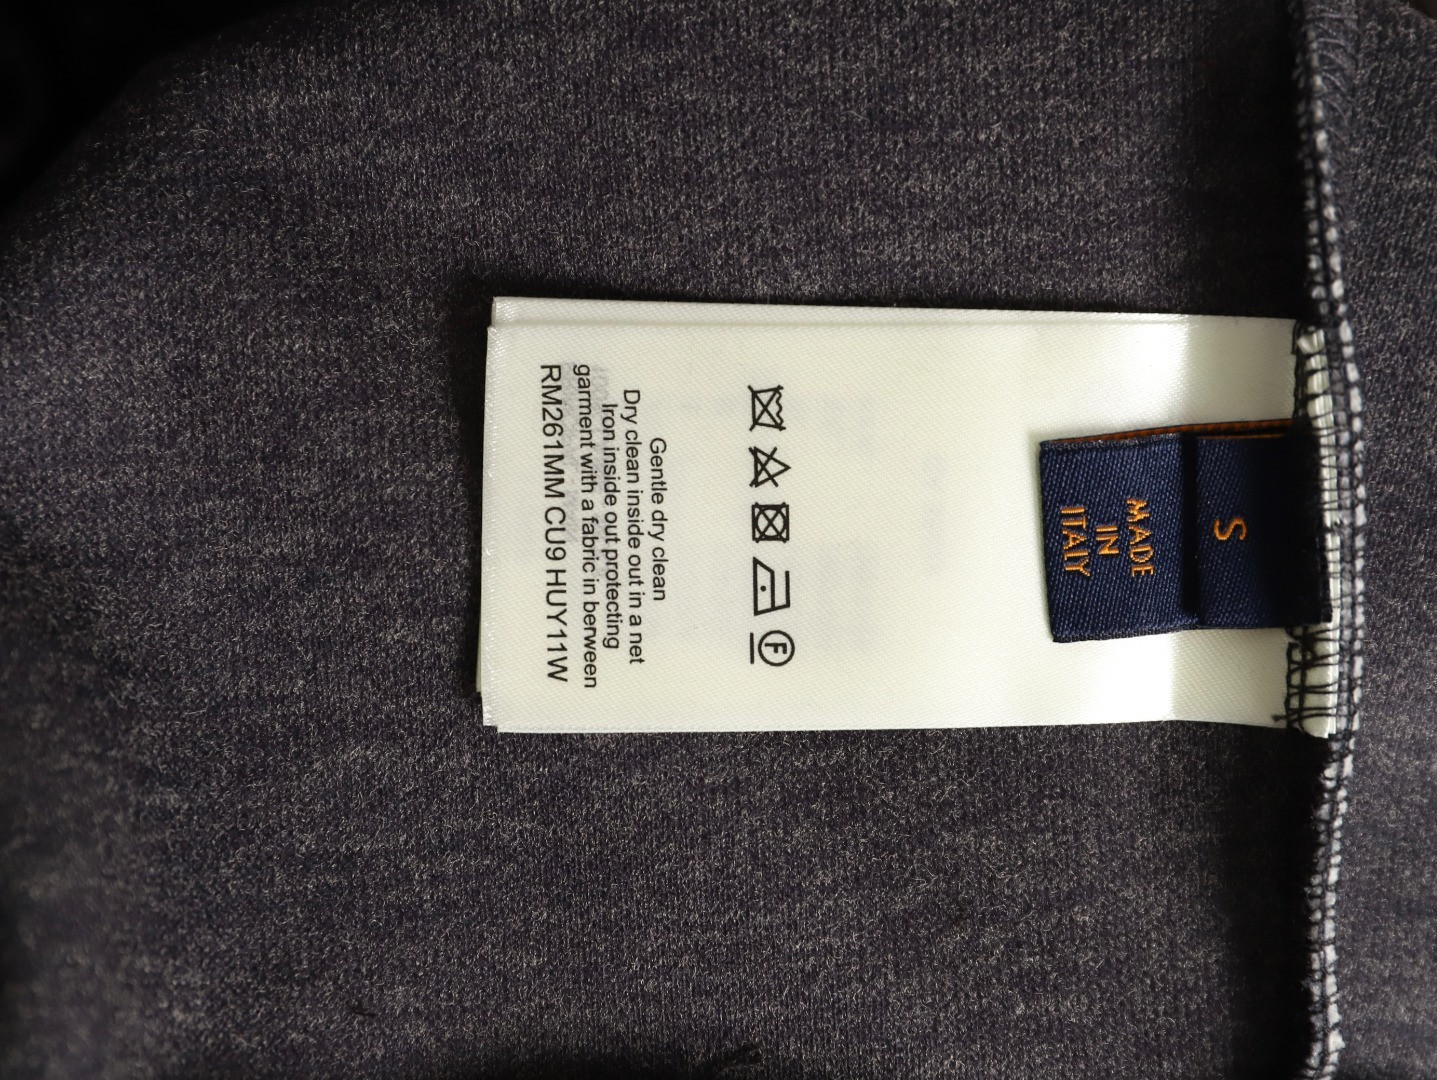 S
MADE
IN
ITALY
F
Gentle dry clean
Dry clean inside out in a net
Iron inside out protecting
garment with a fabric in berween
RM261MM CU9 HUY11W